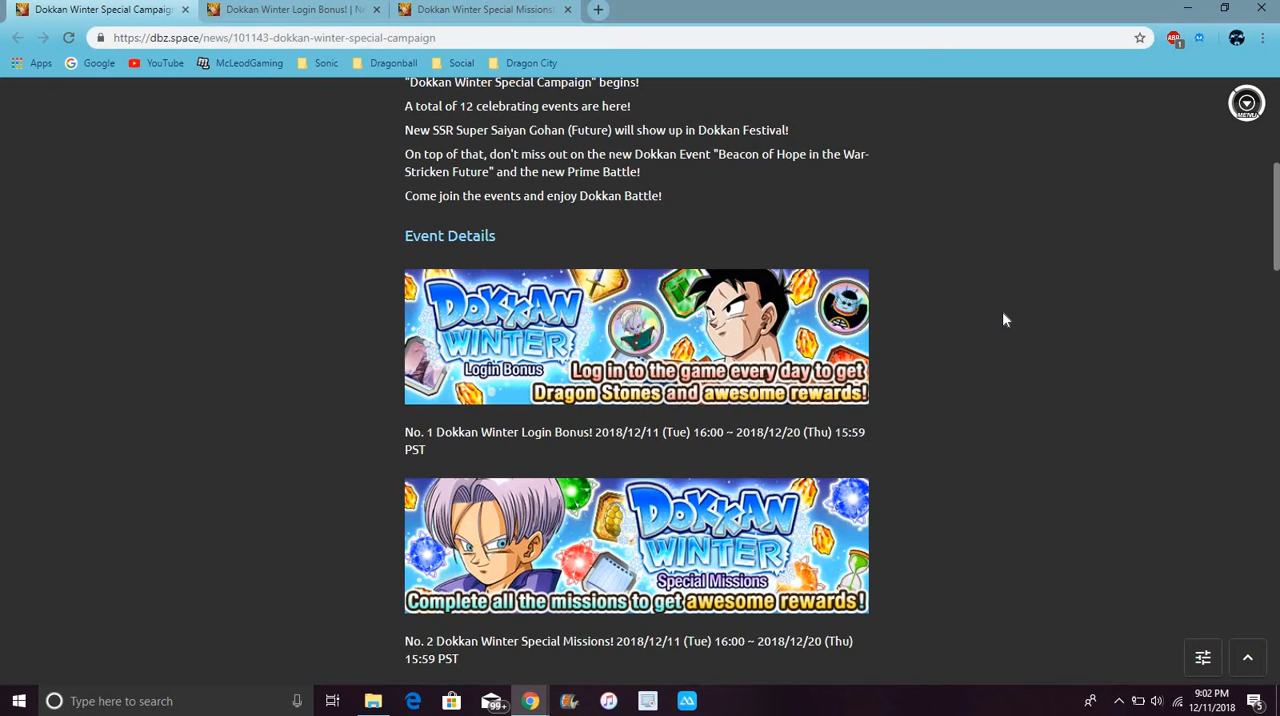 Dokkan Winter Special Campaig
Dokkan Winter Login Bonus! | Ne
Dokkan Winter Special Missions!
https://dbz.space/news/101143-dokkan-winter-special-campaign
ABP
1
Apps
Google
YouTube
McLeodGaming
Sonic
Dragonball
Social
Dragon City
MENU
"Dokkan Winter Special Campaign" begins!
A total of 12 celebrating events are here!
New SSR Super Saiyan Gohan (Future) will show up in Dokkan Festival!
On top of that, don't miss out on the new Dokkan Event "Beacon of Hope in the War-
Stricken Future" and the new Prime Battle!
Come join the events and enjoy Dokkan Battle!
Event Details
DOKKAN
WINTER
Login Bonus
Log in to the game every day to get
Dragon Stones and awesome rewards!
No. 1 Dokkan Winter Login Bonus! 2018/12/11 (Tue) 16:00 ~ 2018/12/20 (Thu) 15:59
PST
DOKKAN
WINTER
Special Missions
Complete all the missions to get awesome rewards!
No. 2 Dokkan Winter Special Missions! 2018/12/11 (Tue) 16:00 ~ 2018/12/20 (Thu)
15:59 PST
Type here to search
99+
9:02 PM
12/11/2018
5